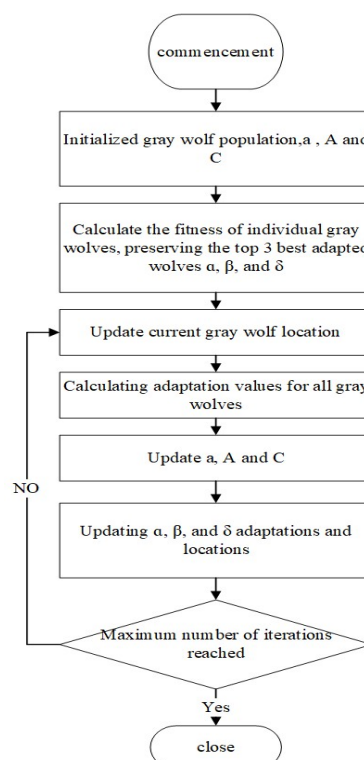 commencement
Initialized gray wolf population,a , A and
C
Calculate the fitness of individual gray
wolves, preserving the top 3 best adapted
wolves α, β, and δ
Update current gray wolf location
Calculating adaptation values for all gray
wolves
Update a, A and C
Updating α, β, and δ adaptations and
locations
NO
Maximum number of iterations
reached
Yes
close